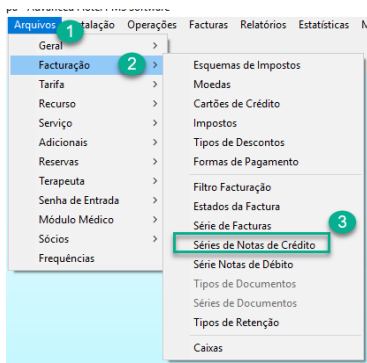 Arquivos 1 talação Operações Facturas Relatórios Estatísticas
Geral
Facturação 2
Tarifa
Recurso
Serviço
Adicionais
Reservas
Terapeuta
Senha de Entrada
Módulo Médico
Sócios
Frequências
Esquemas de Impostos
Moedas
Cartões de Crédito
Impostos
Tipos de Descontos
Formas de Pagamento
Filtro Facturação
Estados da Factura
Série de Facturas
3
Séries de Notas de Crédito
Série Notas de Débito
Tipos de Documentos
Séries de Documentos
Tipos de Retenção
Caixas